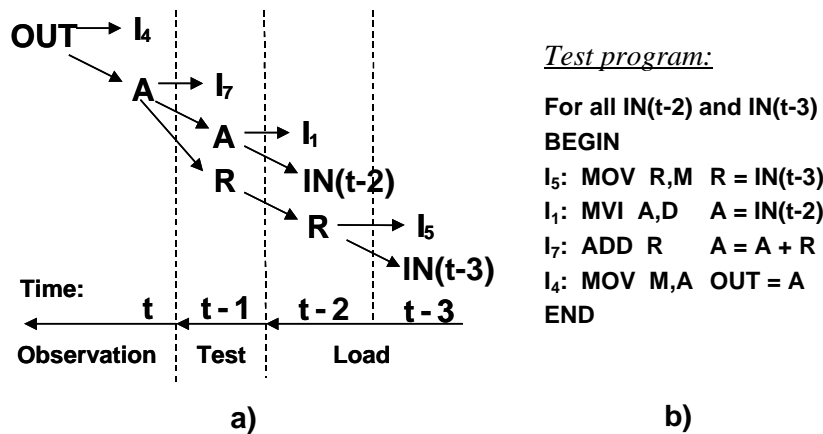 OUT I₄
A I₇
A I₁
R IN(t-2)
R I₅
IN(t-3)
Time:
t t - 1 t - 2 t - 3
Observation Test Load
a)
Test program:
For all IN(t-2) and IN(t-3)
BEGIN
I₅: MOV R,M R = IN(t-3)
I₁: MVI A,D A = IN(t-2)
I₇: ADD R A = A + R
I₄: MOV M,A OUT = A
END
b)